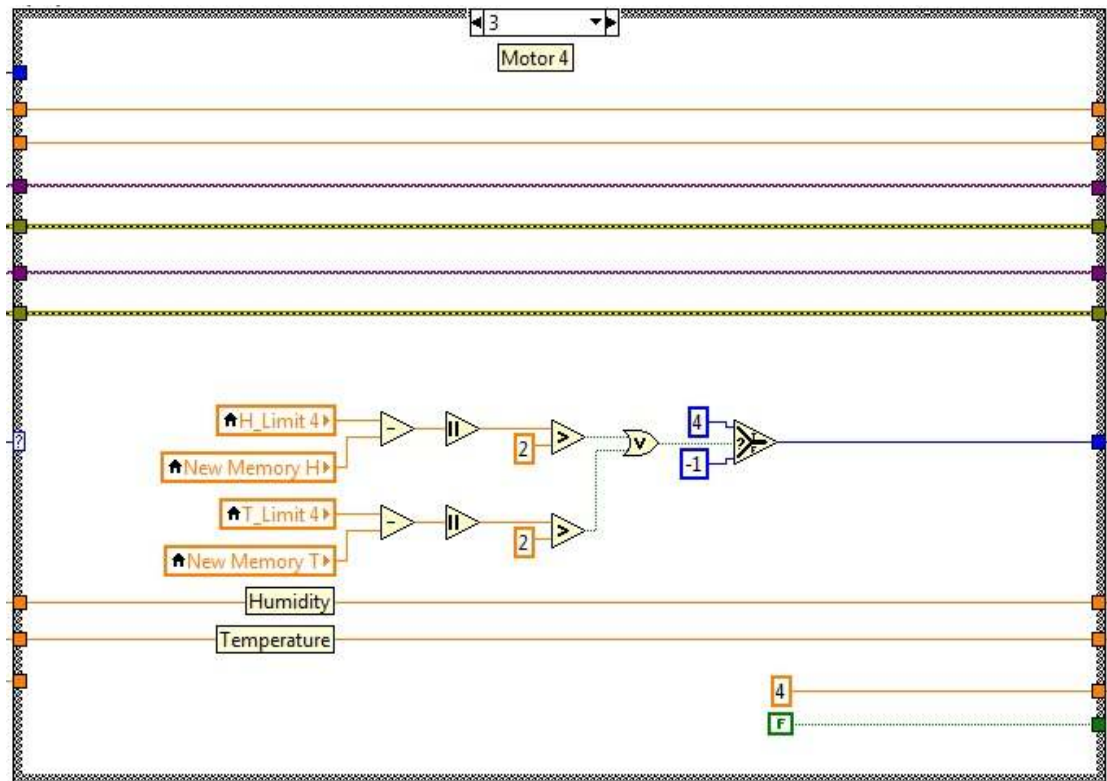 3
Motor 4
?
H_Limit 4
2
4
V
?
T
F
-1
New Memory H
T_Limit 4
2
New Memory T
Humidity
Temperature
4
F